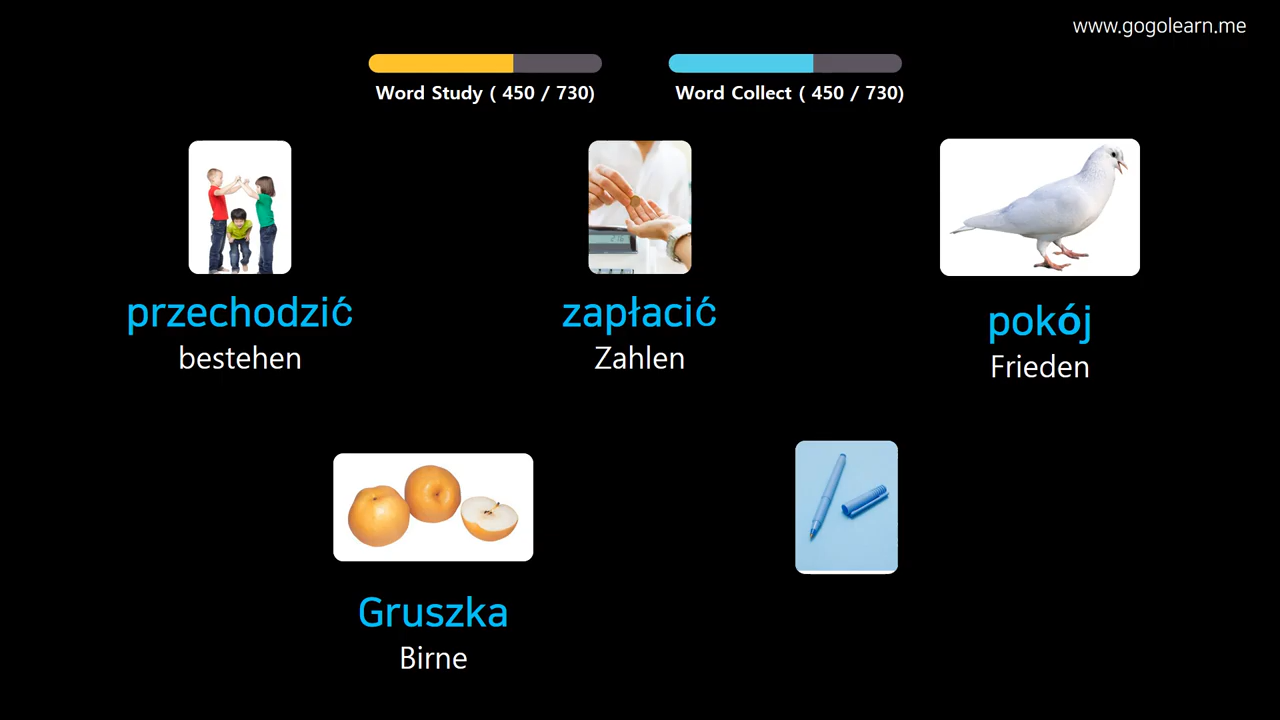 www.gogolearn.me
Word Study ( 450 / 730)
Word Collect ( 450 / 730)
przechodzić
bestehen
zapłacić
Zahlen
pokój
Frieden
Gruszka
Birne